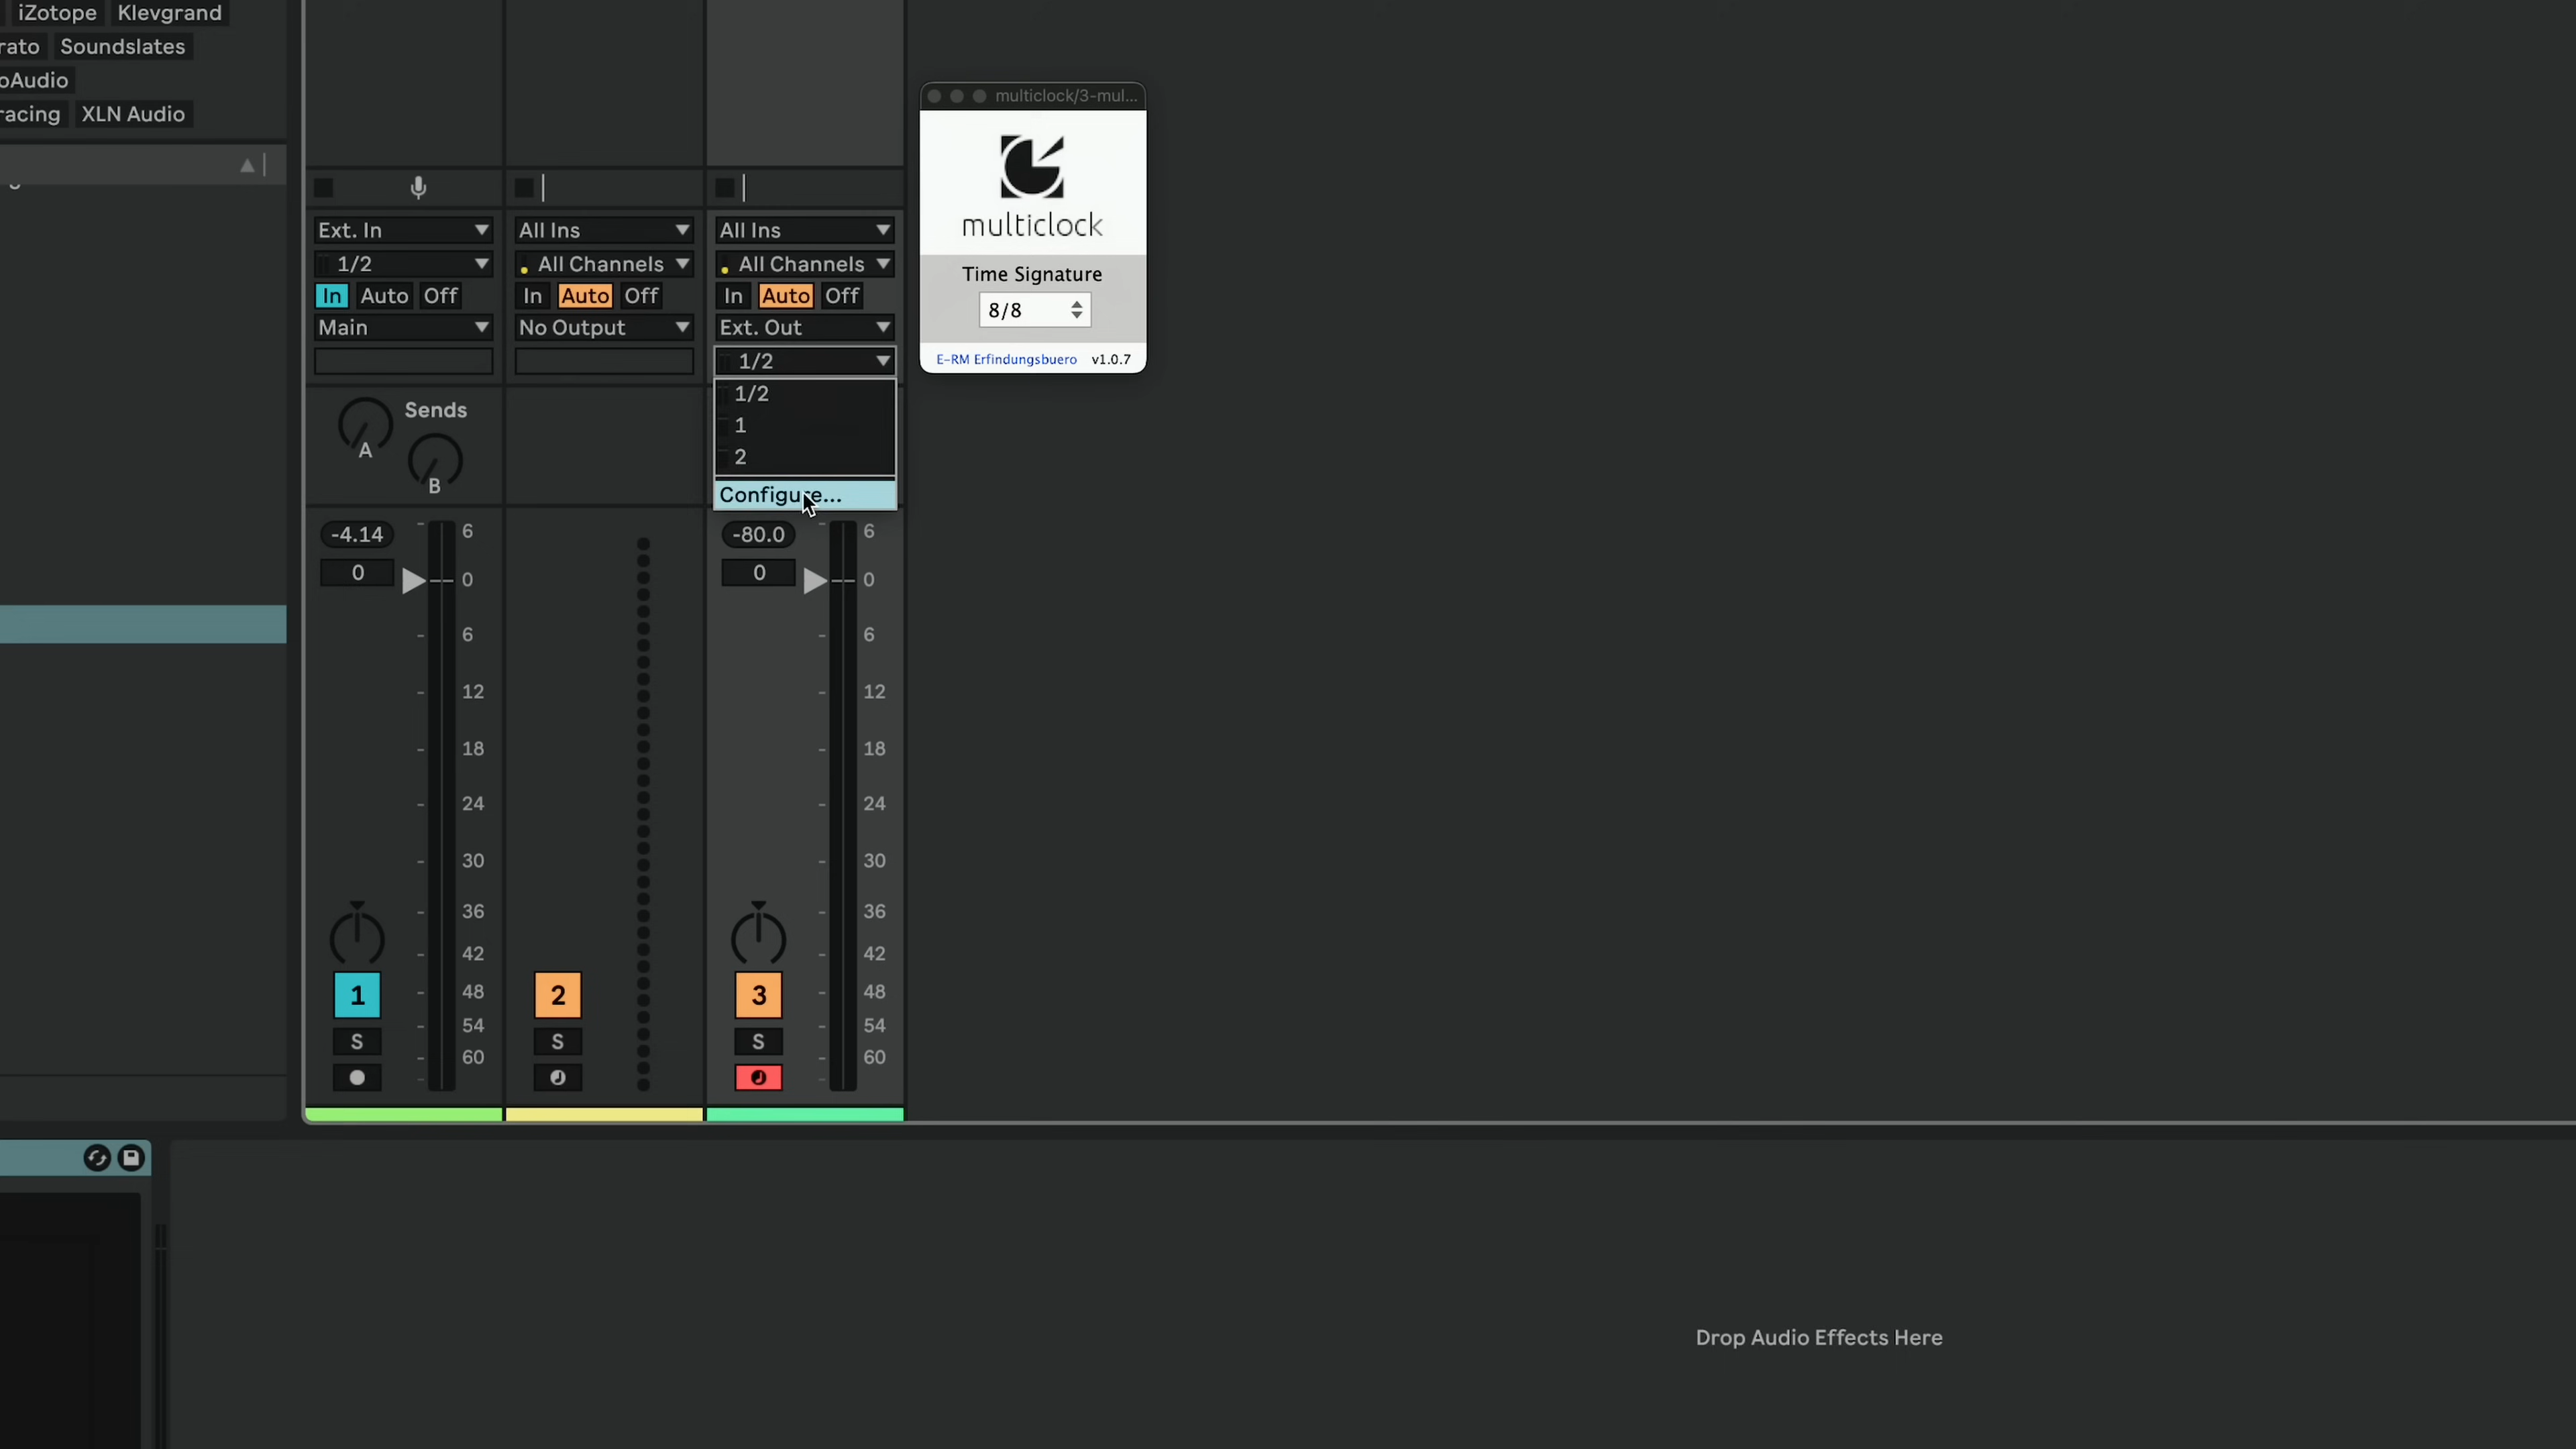 iZotope Klevgrand
rato Soundslates
oAudio
racing XLN Audio
multiclock/3-mul...
multiclock
Time Signature
8/8
E-RM Erfindungsbuero v1.0.7
Ext. In
1/2
In Auto Off
Main
Sends
A
B
-4.14
0
6
0
6
12
18
24
30
36
42
48
54
60
1
S
All Ins
All Channels
In Auto Off
No Output
2
S
All Ins
All Channels
In Auto Off
Ext. Out
1/2
1/2
1
2
Configure...
-80.0
0
6
0
6
12
18
24
30
36
42
48
54
60
3
S
Drop Audio Effects Here